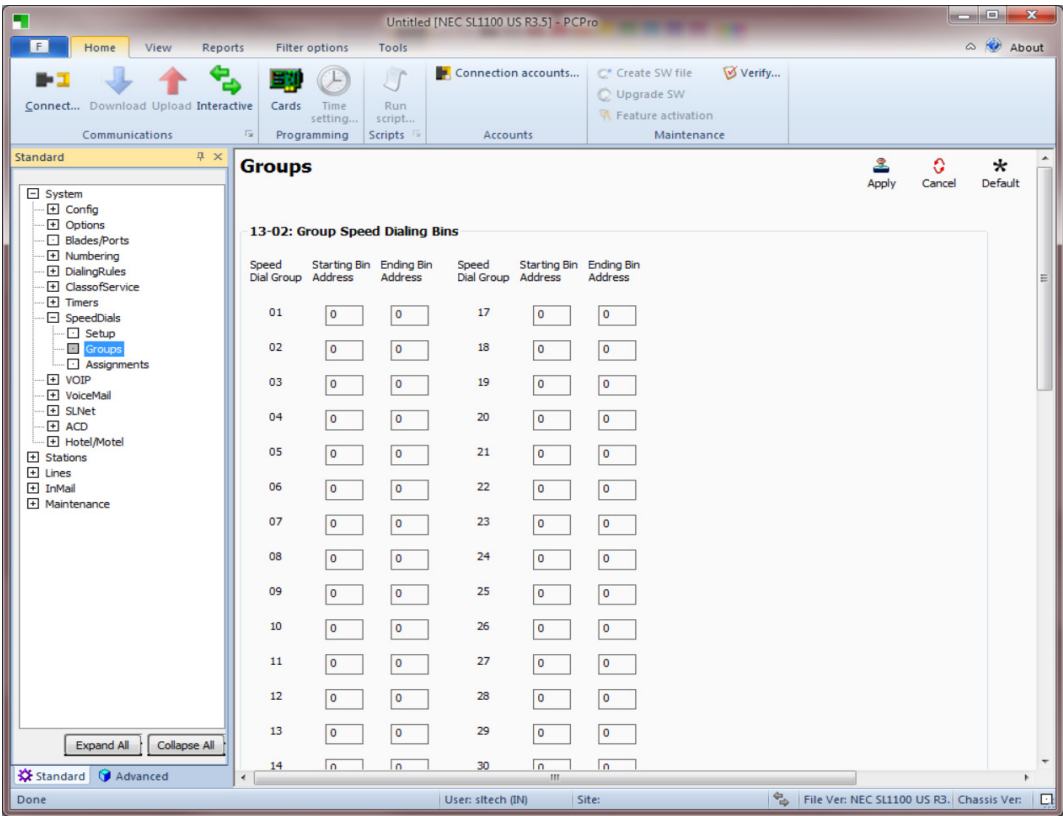 Untitled [NEC SL1100 US R3.5] - PCPro
F Home View Reports Filter options Tools About
Connect... Download Upload Interactive Cards Time setting... Run script... Connection accounts... Create SW file Verify...
Upgrade SW
Feature activation
Communications Programming Scripts Accounts Maintenance
Standard
System
Config
Options
Blades/Ports
Numbering
DialingRules
ClassofService
Timers
SpeedDials
Setup
Groups
Assignments
VOIP
VoiceMail
SLNet
ACD
Hotel/Motel
Stations
Lines
InMail
Maintenance
Expand All Collapse All
Standard Advanced
Groups
Apply Cancel Default
13-02: Group Speed Dialing Bins
Speed Starting Bin Ending Bin Speed Starting Bin Ending Bin
Dial Group Address Address Dial Group Address Address
01 0 0 17 0 0
02 0 0 18 0 0
03 0 0 19 0 0
04 0 0 20 0 0
05 0 0 21 0 0
06 0 0 22 0 0
07 0 0 23 0 0
08 0 0 24 0 0
09 0 0 25 0 0
10 0 0 26 0 0
11 0 0 27 0 0
12 0 0 28 0 0
13 0 0 29 0 0
14 0 0 30 0 0
Done User: sltech (IN) Site: File Ver: NEC SL1100 US R3. Chassis Ver: